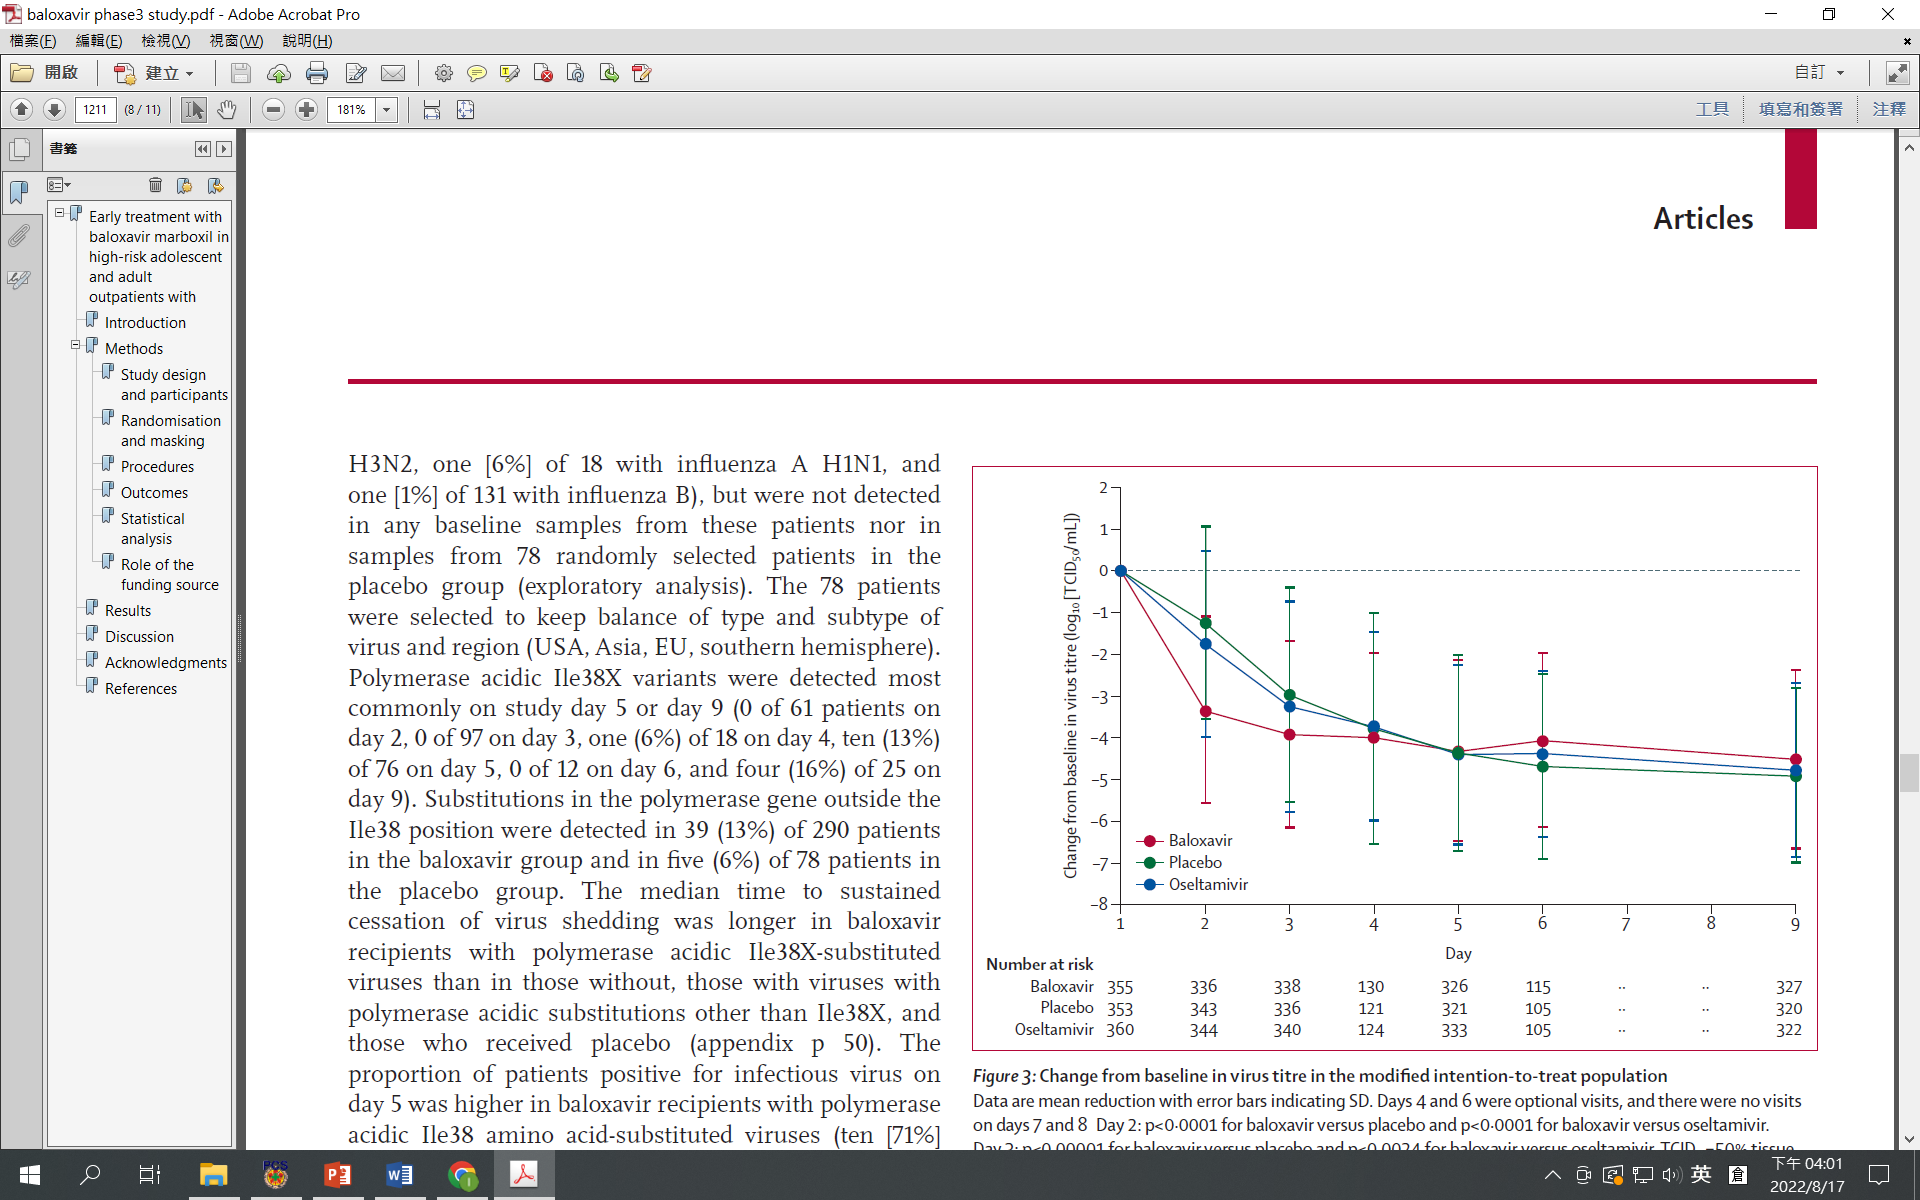 baloxavir phase3 study.pdf - Adobe Acrobat Pro
檔案(F) 編輯(E) 檢視(V) 視窗(W) 說明(H)
開啟 建立 自訂
1211 (8 / 11) 181% 工具 填寫和簽署 注釋
書籤
Early treatment with
baloxavir marboxil in
high-risk adolescent
and adult
outpatients with
Introduction
Methods
Study design
and participants
Randomisation
and masking
Procedures
Outcomes
Statistical
analysis
Role of the
funding source
Results
Discussion
Acknowledgments
References
Articles
H3N2, one [6%] of 18 with influenza A H1N1, and
one [1%] of 131 with influenza B), but were not detected
in any baseline samples from these patients nor in
samples from 78 randomly selected patients in the
placebo group (exploratory analysis). The 78 patients
were selected to keep balance of type and subtype of
virus and region (USA, Asia, EU, southern hemisphere).
Polymerase acidic Ile38X variants were detected most
commonly on study day 5 or day 9 (0 of 61 patients on
day 2, 0 of 97 on day 3, one (6%) of 18 on day 4, ten (13%)
of 76 on day 5, 0 of 12 on day 6, and four (16%) of 25 on
day 9). Substitutions in the polymerase gene outside the
Ile38 position were detected in 39 (13%) of 290 patients
in the baloxavir group and in five (6%) of 78 patients in
the placebo group. The median time to sustained
cessation of virus shedding was longer in baloxavir
recipients with polymerase acidic Ile38X-substituted
viruses than in those without, those with viruses with
polymerase acidic substitutions other than Ile38X, and
those who received placebo (appendix p 50). The
proportion of patients positive for infectious virus on
day 5 was higher in baloxavir recipients with polymerase
acidic Ile38 amino acid-substituted viruses (ten [71%]
Change from baseline in virus titre (log10 [TCID50/mL])
2
1
0
–1
–2
–3
–4
–5
–6
–7
–8
Baloxavir
Placebo
Oseltamivir
1 2 3 4 5 6 7 8 9
Day
Number at risk
Baloxavir 355 336 338 130 326 115 ·· ·· 327
Placebo 353 343 336 121 321 105 ·· ·· 320
Oseltamivir 360 344 340 124 333 105 ·· ·· 322
Figure 3: Change from baseline in virus titre in the modified intention-to-treat population
Data are mean reduction with error bars indicating SD. Days 4 and 6 were optional visits, and there were no visits
on days 7 and 8 Day 2: p<0·0001 for baloxavir versus placebo and p<0·0001 for baloxavir versus oseltamivir.
Day 3: p<0·00001 for baloxavir versus placebo and p<0·0024 for baloxavir versus oseltamivir. TCID50=50% tissue
英 倉 下午 04:01
2022/8/17